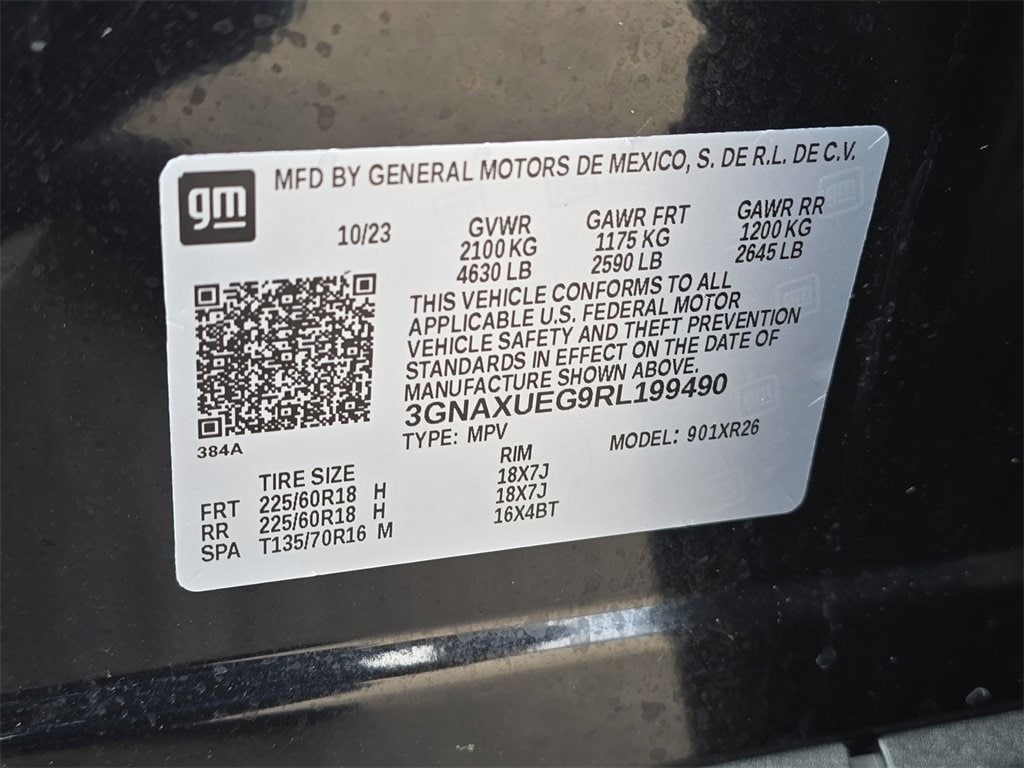 gm
MFD BY GENERAL MOTORS DE MEXICO, S. DE R.L. DE C.V.
10/23 GVWR GAWR FRT GAWR RR
2100 KG 1175 KG 1200 KG
4630 LB 2590 LB 2645 LB
THIS VEHICLE CONFORMS TO ALL
APPLICABLE U.S. FEDERAL MOTOR
VEHICLE SAFETY AND THEFT PREVENTION
STANDARDS IN EFFECT ON THE DATE OF
MANUFACTURE SHOWN ABOVE.
3GNAXUEG9RL199490
384A
TYPE: MPV MODEL: 901XR26
TIRE SIZE RIM
FRT 225/60R18 H 18X7J
RR 225/60R18 H 18X7J
SPA T135/70R16 M 16X4BT